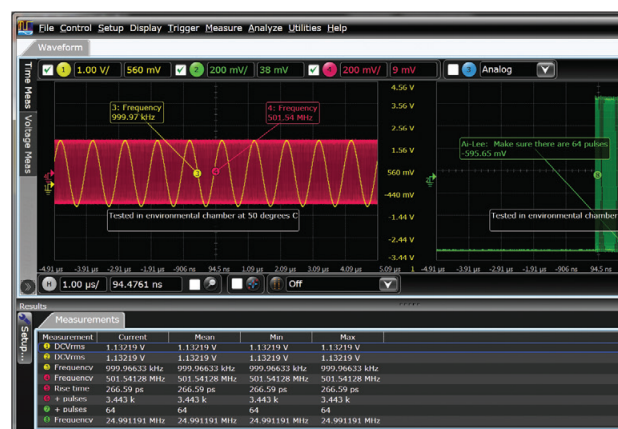 File Control Setup Display Trigger Measure Analyze Utilities Help
Waveform
Time Meas
Voltage Meas
1 1.00 V/ 560 mV 2 200 mV/ 38 mV 4 200 mV/ 9 mV 3 Analog
4.56 V
3.56 V
2.56 V
1.56 V
560 mV
-440 mV
-1.44 V
-2.44 V
-3.44 V
3: Frequency
999.97 kHz
4: Frequency
501.54 MHz
3
4
Tested in environmental chamber at 50 degrees C
Ai-Lee: Make sure there are 64 pulses
-595.65 mV
Tested in environmental chamber
-4.91 µs -3.91 µs -2.91 µs -1.91 µs -906 ns 94.5 ns 1.09 µs 2.09 µs 3.09 µs 4.09 µs 5.09 µs 1 -4.91 µs -3.91 µs -2.91 µs -1.91 µs -906 ns 94.5 ns
H 1.00 µs/ 94.4761 ns Off
Results
Setup...
Measurements
Measurement Current Mean Min Max
DCVrms 1.13219 V 1.13219 V 1.13219 V 1.13219 V
DCVrms 1.13219 V 1.13219 V 1.13219 V 1.13219 V
Frequency 999.96633 kHz 999.96633 kHz 999.96633 kHz 999.96633 kHz
Frequency 501.54128 MHz 501.54128 MHz 501.54128 MHz 501.54128 MHz
Rise time 266.59 ps 266.59 ps 266.59 ps 266.59 ps
+ pulses 3.443 k 3.443 k 3.443 k 3.443 k
+ pulses 64 64 64 64
Frequency 24.991191 MHz 24.991191 MHz 24.991191 MHz 24.991191 MHz